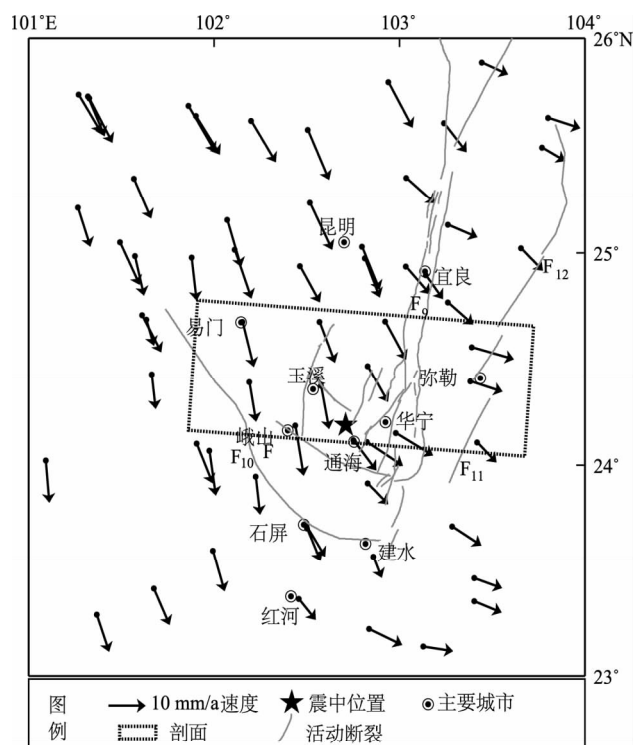 101°E 102° 103° 104°
26°N
昆明
25°
宜良
F12
F9
易门
弥勒
玉溪
华宁
峨山
F10 F
通海
F11
24°
石屏
建水
红河
23°
图例 10 mm/a速度 震中位置 主要城市
剖面 活动断裂